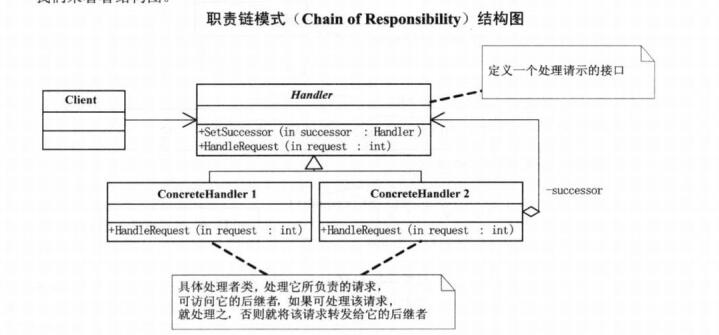 我们来看看结构图。
职责链模式（Chain of Responsibility）结构图
定义一个处理请示的接口
Client
Handler
+SetSuccessor(in successor : Handler)
+HandleRequest(in request : int)
ConcreteHandler 1
ConcreteHandler 2
-successor
+HandleRequest(in request : int)
+HandleRequest(in request : int)
具体处理者类，处理它所负责的请求，
可访问它的后继者，如果可处理该请求，
就处理之，否则就将该请求转发给它的后继者